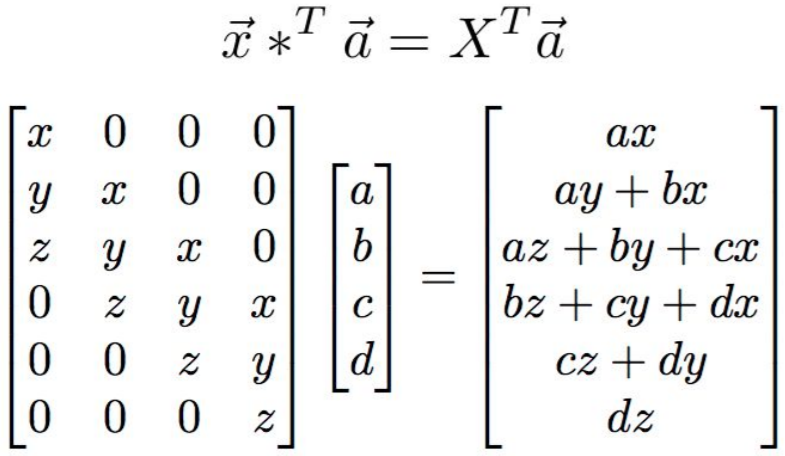 x⃗ *ᵀ a⃗ = Xᵀa⃗
x 0 0 0
y x 0 0 a
z y x 0 b
0 z y x c
0 0 z y d
0 0 0 z
=
ax
ay + bx
az + by + cx
bz + cy + dx
cz + dy
dz